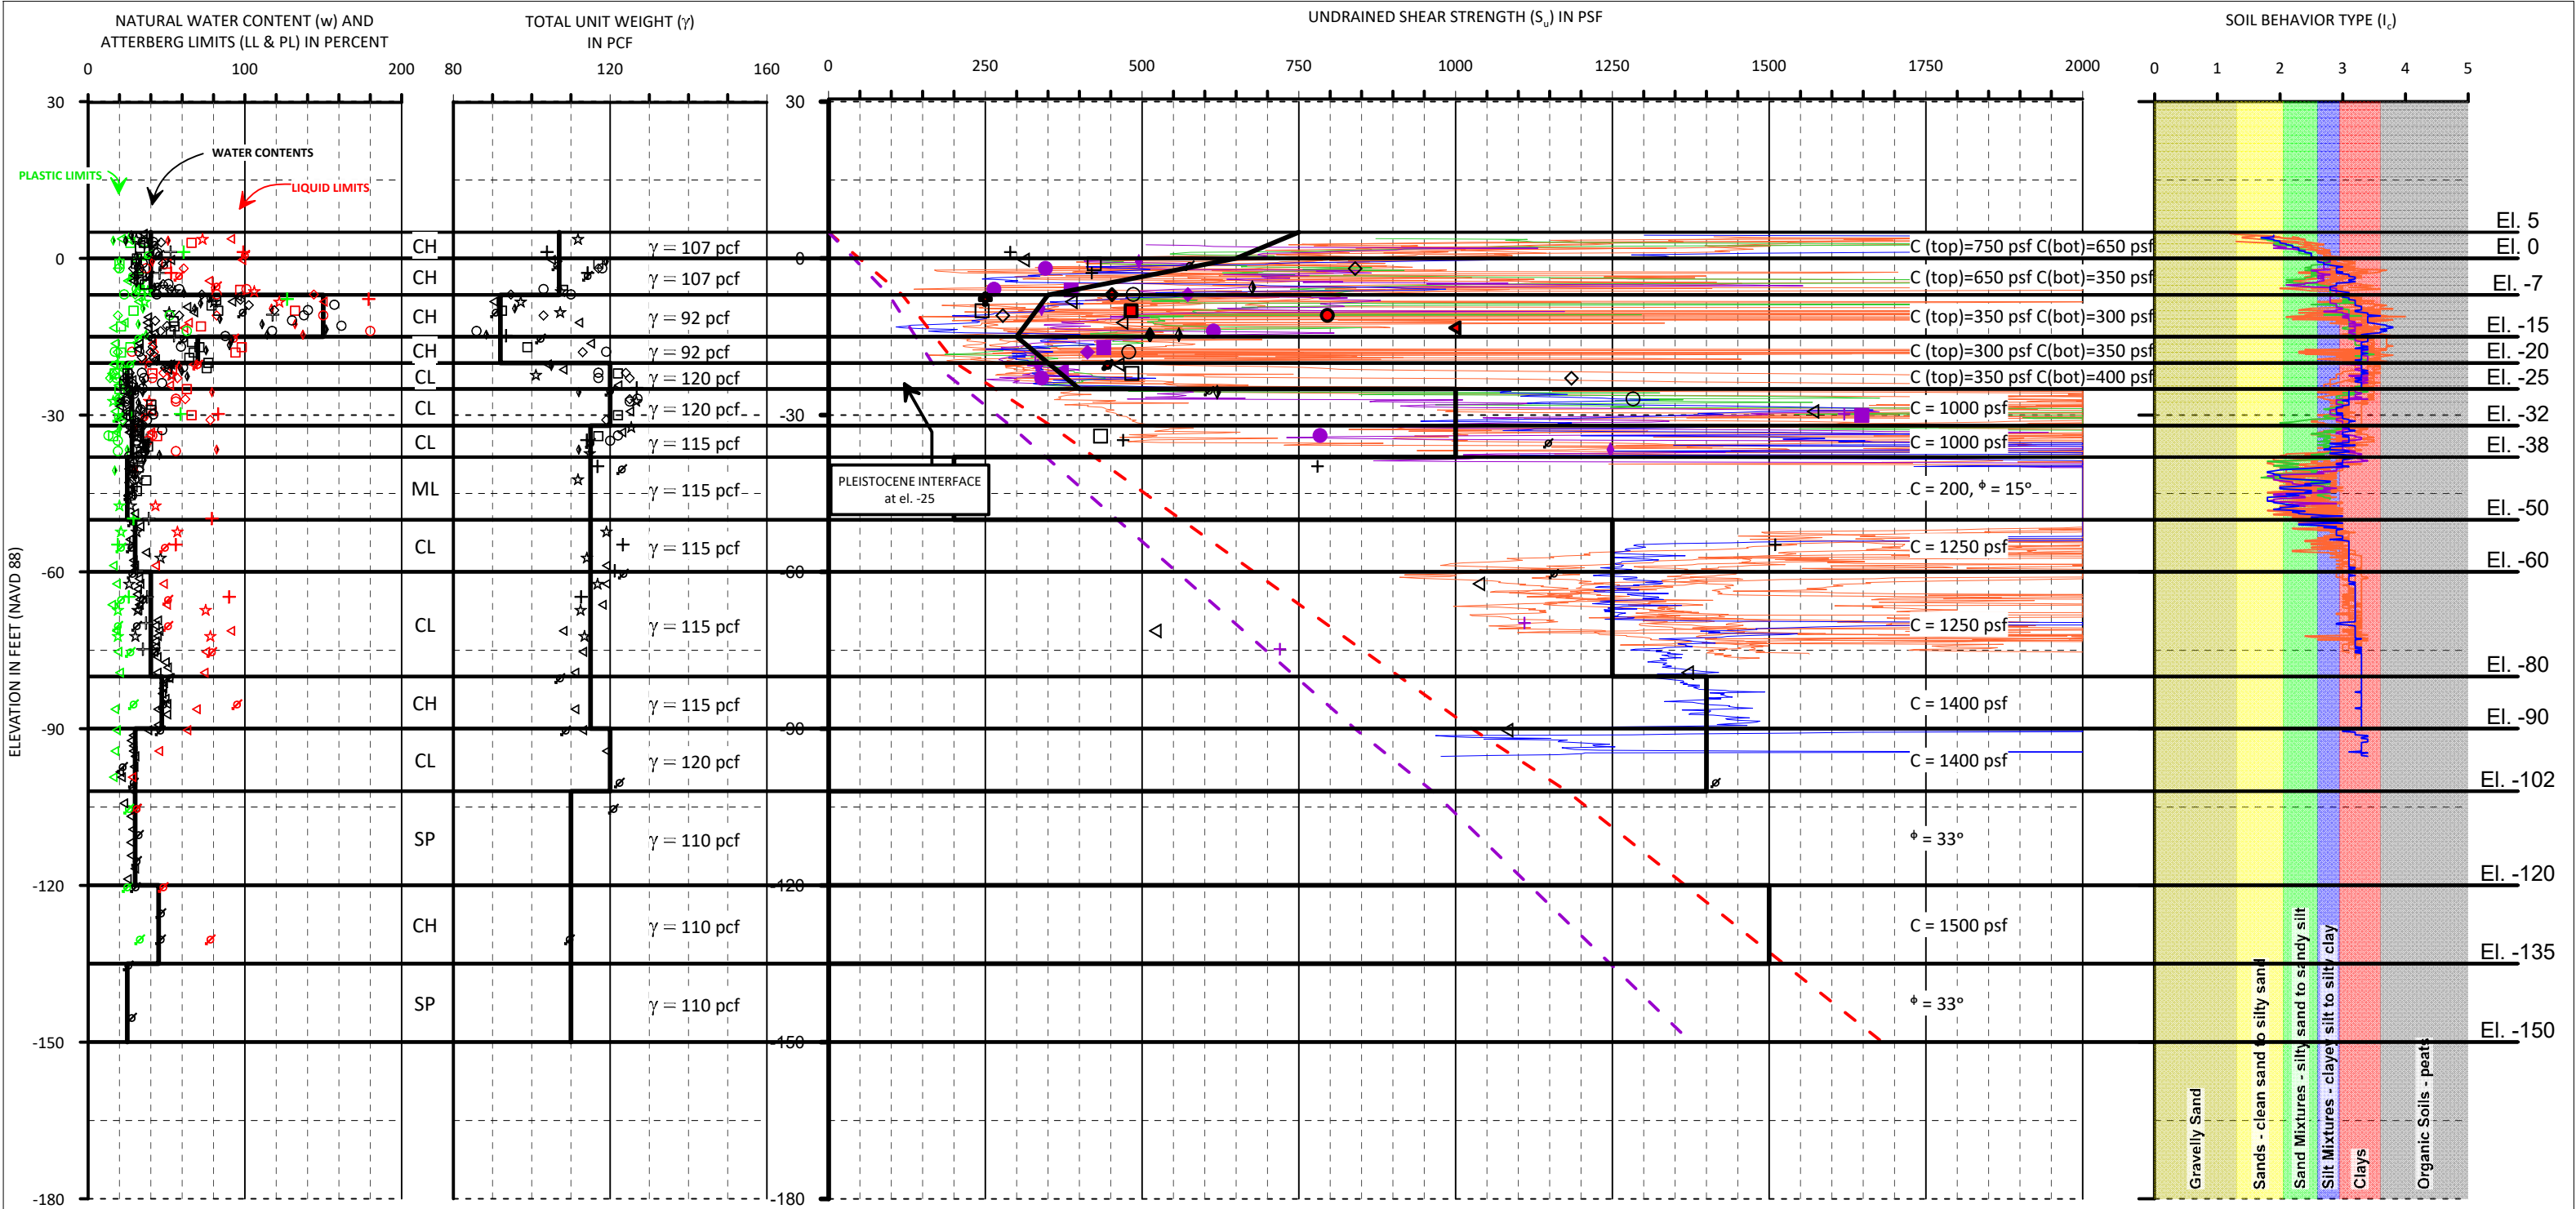 NATURAL WATER CONTENT (w) AND
ATTERBERG LIMITS (LL & PL) IN PERCENT
TOTAL UNIT WEIGHT (γ)
IN PCF
UNDRAINED SHEAR STRENGTH (Su) IN PSF
SOIL BEHAVIOR TYPE (Ic)
0 100 200
80 120 160
0 250 500 750 1000 1250 1500 1750 2000
0 1 2 3 4 5
ELEVATION IN FEET (NAVD 88)
30
0
-30
-60
-90
-120
-150
-180
30
0
-30
-60
-90
-120
-150
-180
WATER CONTENTS
PLASTIC LIMITS
LIQUID LIMITS
CH
CH
CH
CH
CL
CL
CL
ML
CL
CL
CH
CL
SP
CH
SP
γ = 107 pcf
γ = 107 pcf
γ = 92 pcf
γ = 92 pcf
γ = 120 pcf
γ = 120 pcf
γ = 115 pcf
γ = 115 pcf
γ = 115 pcf
γ = 115 pcf
γ = 115 pcf
γ = 120 pcf
γ = 110 pcf
γ = 110 pcf
γ = 110 pcf
PLEISTOCENE INTERFACE
at el. -25
C (top)=750 psf C(bot)=650 psf
C (top)=650 psf C(bot)=350 psf
C (top)=350 psf C(bot)=300 psf
C (top)=300 psf C(bot)=350 psf
C (top)=350 psf C(bot)=400 psf
C = 1000 psf
C = 1000 psf
C = 200, ϕ = 15°
C = 1250 psf
C = 1250 psf
C = 1400 psf
C = 1400 psf
ϕ = 33°
C = 1500 psf
ϕ = 33°
Gravelly Sand
Sands - clean sand to silty sand
Sand Mixtures - silty sand to sandy silt
Silt Mixtures - clayey silt to silty clay
Clays
Organic Soils - peats
El. 5
El. 0
El. -7
El. -15
El. -20
El. -25
El. -32
El. -38
El. -50
El. -60
El. -80
El. -90
El. -102
El. -120
El. -135
El. -150